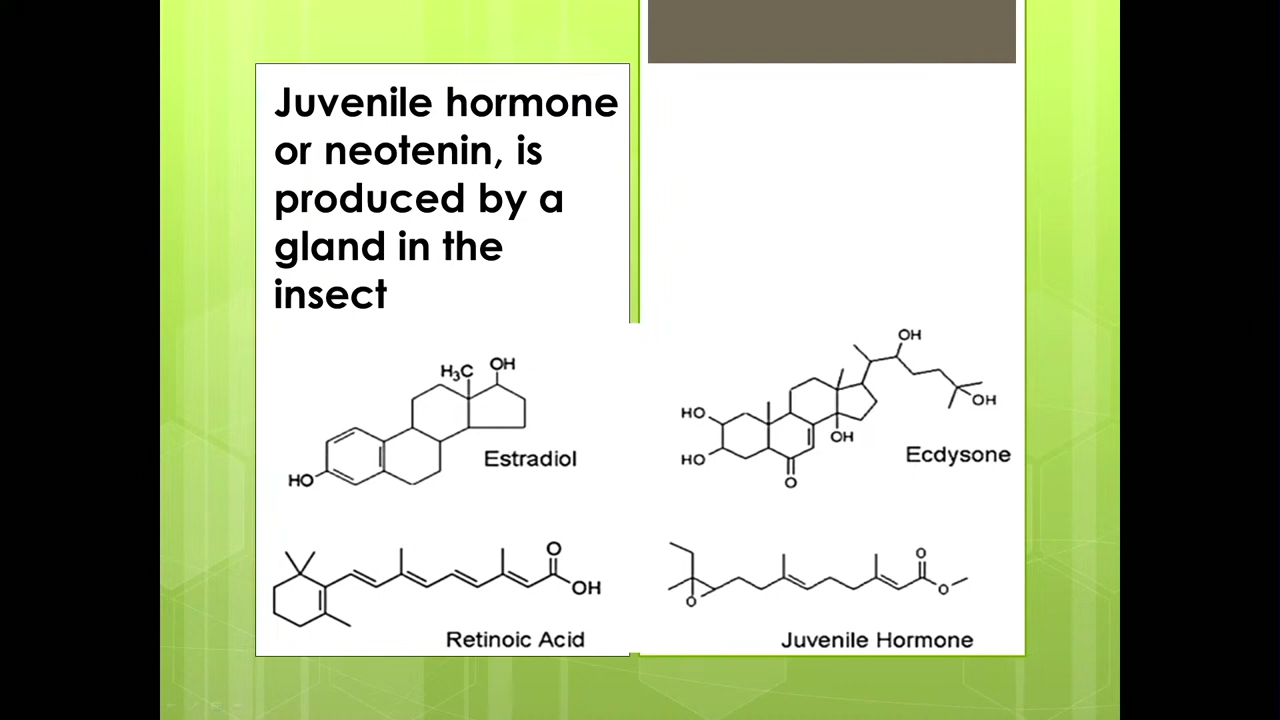 Juvenile hormone
or neotenin, is
produced by a
gland in the
insect
H₃C OH
HO
Estradiol
OH
HO
HO
OH
OH
O
Ecdysone
O
OH
Retinoic Acid
O
O
O
Juvenile Hormone